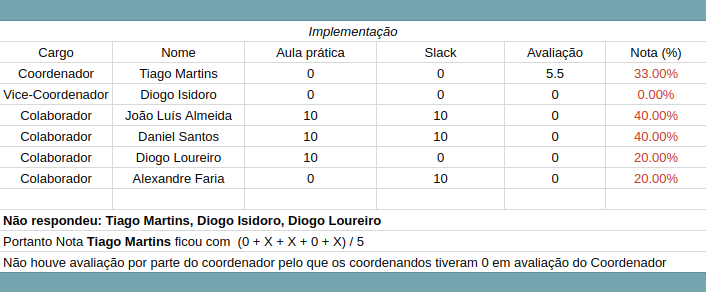 Implementação
Cargo Nome Aula prática Slack Avaliação Nota (%)
Coordenador Tiago Martins 0 0 5.5 33.00%
Vice-Coordenador Diogo Isidoro 0 0 0 0.00%
Colaborador João Luís Almeida 10 10 0 40.00%
Colaborador Daniel Santos 10 10 0 40.00%
Colaborador Diogo Loureiro 10 0 0 20.00%
Colaborador Alexandre Faria 0 10 0 20.00%
Não respondeu: Tiago Martins, Diogo Isidoro, Diogo Loureiro
Portanto Nota Tiago Martins ficou com (0 + X + X + 0 + X) / 5
Não houve avaliação por parte do coordenador pelo que os coordenandos tiveram 0 em avaliação do Coordenador